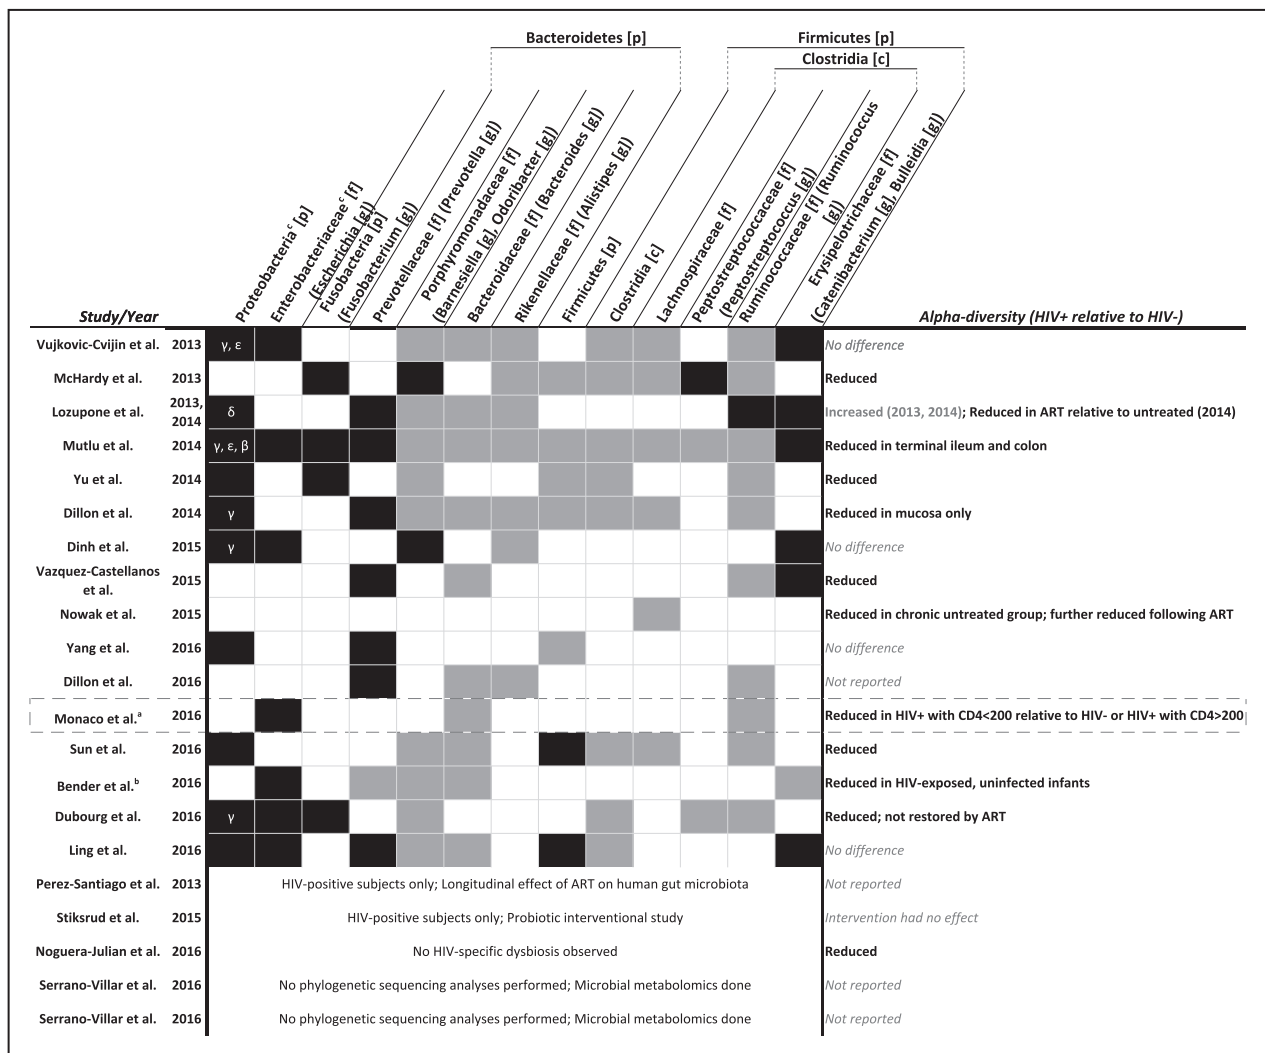 Bacteroidetes [p]
Firmicutes [p]
Clostridia [c]
Proteobacteria c [p]
Enterobacteriaceae c [f]
(Escherichia [g])
Fusobacteria [p]
(Fusobacterium [g])
Prevotellaceae [f] (Prevotella [g])
Porphyromonadaceae [f]
(Barnesiella [g], Odoribacter [g])
Bacteroidaceae [f] (Bacteroides [g])
Rikenellaceae [f] (Alistipes [g])
Firmicutes [p]
Clostridia [c]
Lachnospiraceae [f]
Peptostreptococcaceae [f]
(Peptostreptococcus [g])
Ruminococcaceae [f] (Ruminococcus
[g])
Erysipelotrichaceae [f]
(Catenibacterium [g], Bulleidia [g])
Study/Year
Alpha-diversity (HIV+ relative to HIV-)
Vujkovic-Cvijin et al. 2013 γ, ε No difference
McHardy et al. 2013 Reduced
Lozupone et al. 2013, 2014 δ Increased (2013, 2014); Reduced in ART relative to untreated (2014)
Mutlu et al. 2014 γ, ε, β Reduced in terminal ileum and colon
Yu et al. 2014 Reduced
Dillon et al. 2014 γ Reduced in mucosa only
Dinh et al. 2015 γ No difference
Vazquez-Castellanos
et al. 2015 Reduced
Nowak et al. 2015 Reduced in chronic untreated group; further reduced following ART
Yang et al. 2016 No difference
Dillon et al. 2016 Not reported
Monaco et al.a 2016 Reduced in HIV+ with CD4<200 relative to HIV- or HIV+ with CD4>200
Sun et al. 2016 Reduced
Bender et al.b 2016 Reduced in HIV-exposed, uninfected infants
Dubourg et al. 2016 γ Reduced; not restored by ART
Ling et al. 2016 No difference
Perez-Santiago et al. 2013 HIV-positive subjects only; Longitudinal effect of ART on human gut microbiota Not reported
Stiksrud et al. 2015 HIV-positive subjects only; Probiotic interventional study Intervention had no effect
Noguera-Julian et al. 2016 No HIV-specific dysbiosis observed Reduced
Serrano-Villar et al. 2016 No phylogenetic sequencing analyses performed; Microbial metabolomics done Not reported
Serrano-Villar et al. 2016 No phylogenetic sequencing analyses performed; Microbial metabolomics done Not reported